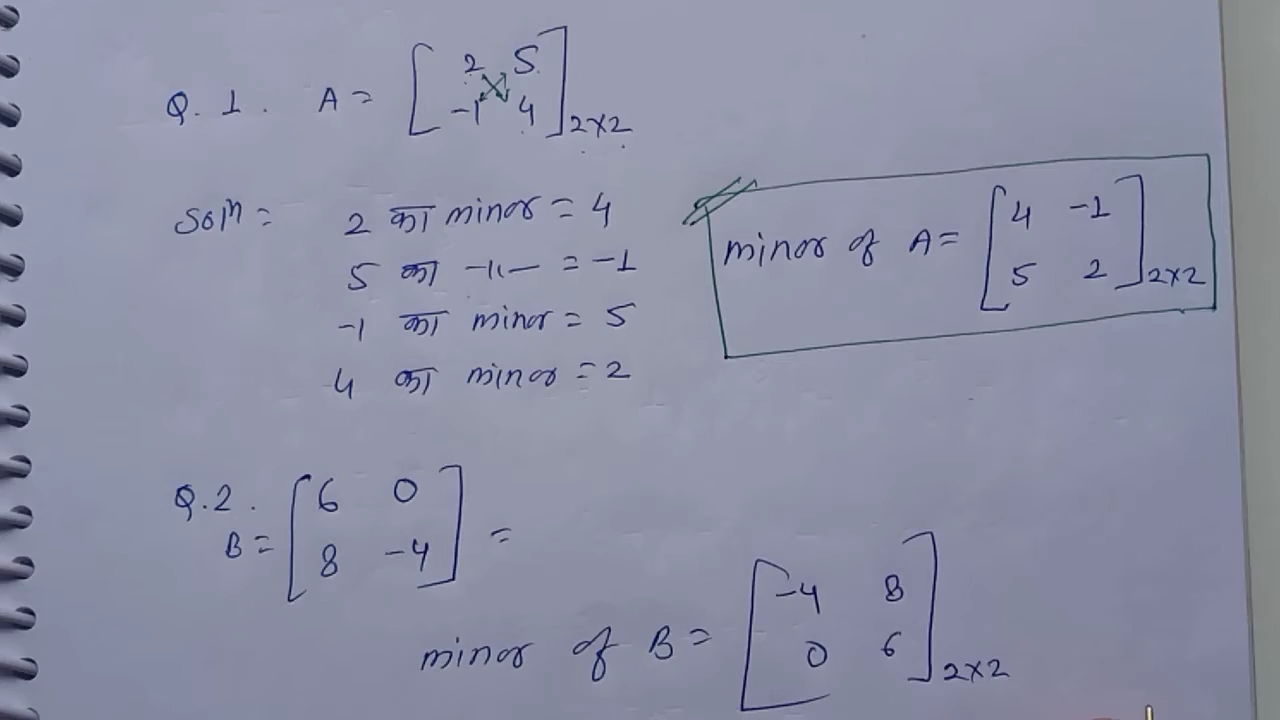 Q. 1. A = [ 2 5
-1 4 ]2×2
Soln = 2 का minor = 4
5 का -॥- = -1
-1 का minor = 5
4 का minor = 2
minor of A = [ 4 -1
5 2 ]2×2
Q.2.
B = [ 6 0
8 -4 ] =
minor of B = [ -4 8
0 6 ]2×2